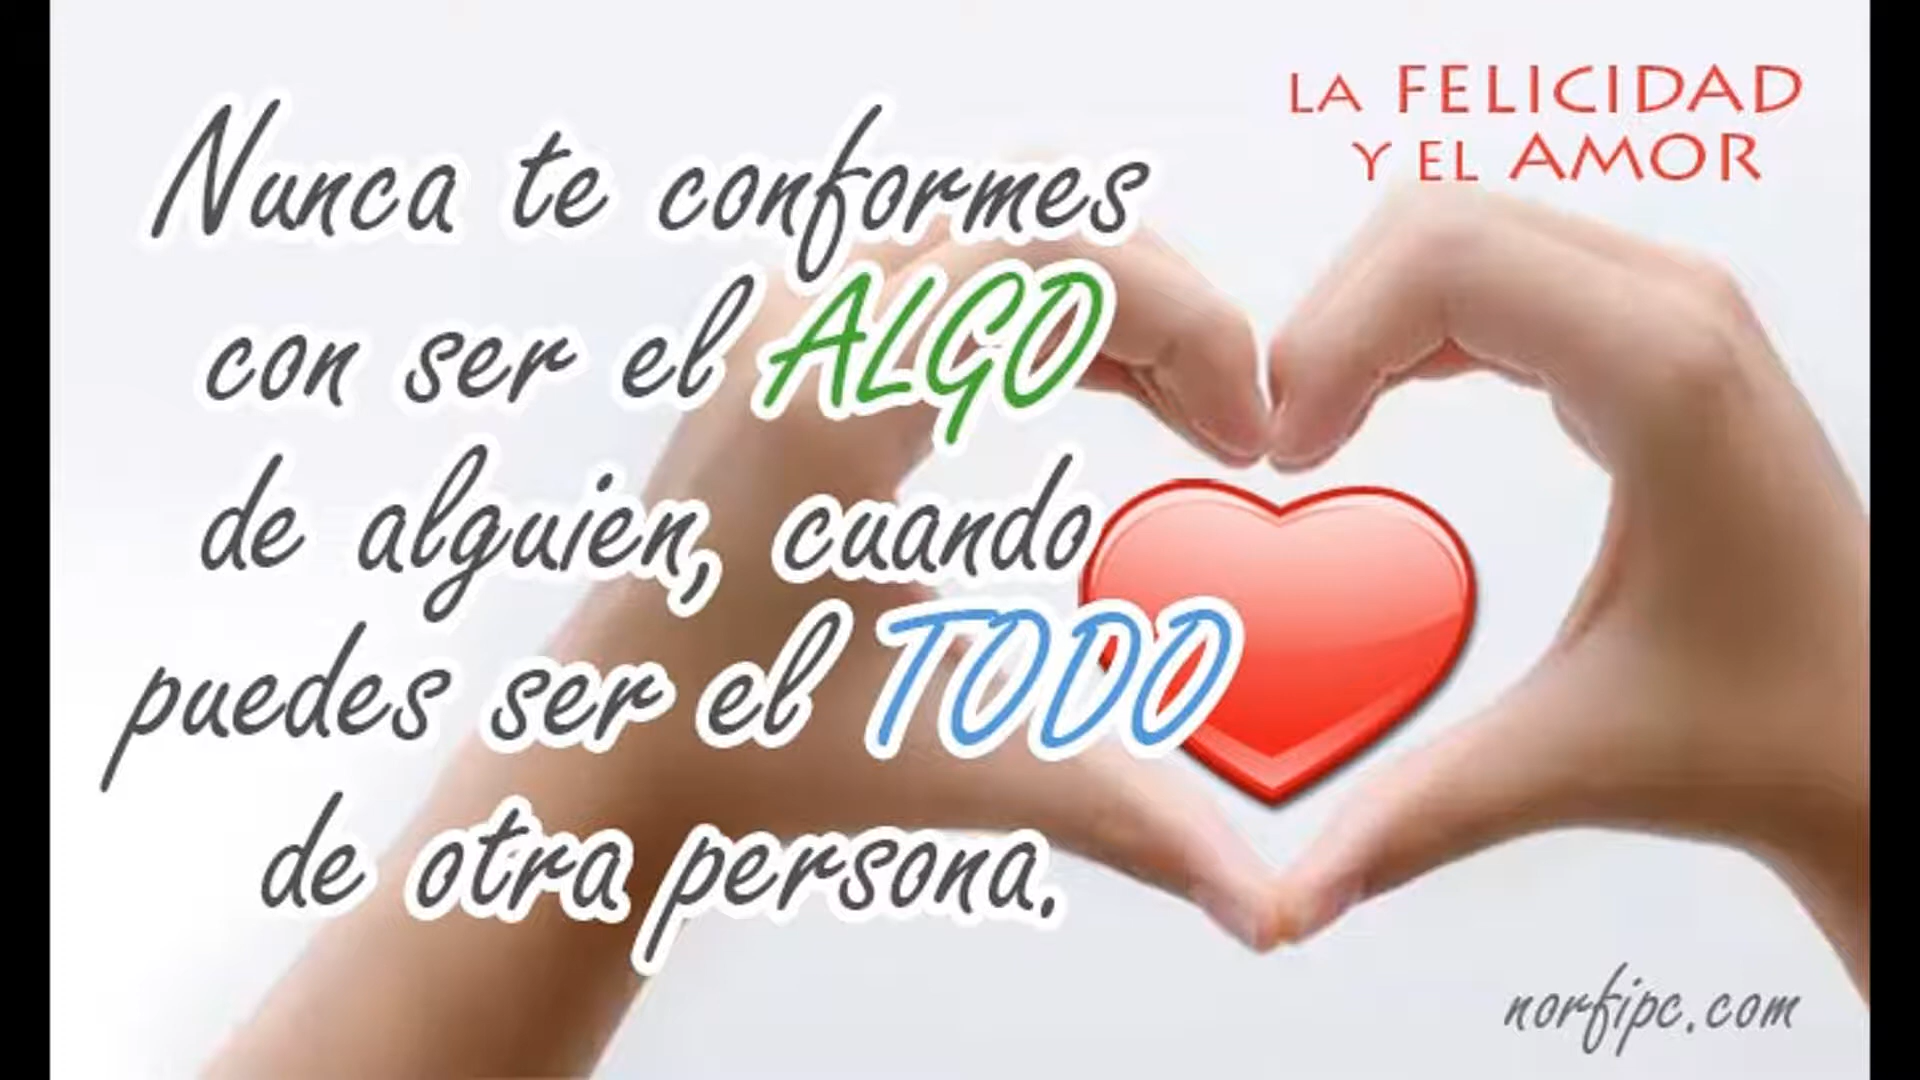 LA FELICIDAD
Y EL AMOR
Nunca te conformes
con ser el ALGO
de alguien, cuando
puedes ser el TODO
de otra persona.
norfipc.com